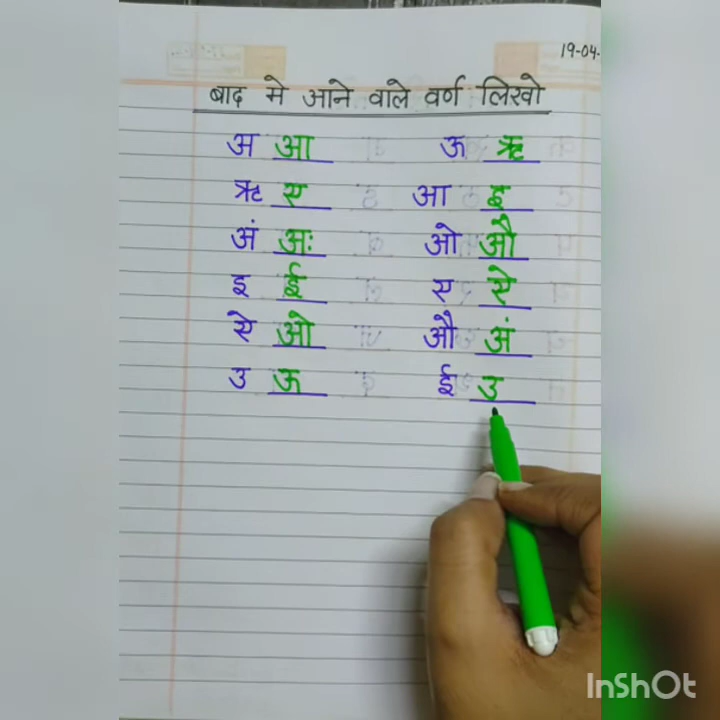 19-04-
बाद मे आने वाले वर्ण लिखो
अ आ ऊ ऋ
ऋ स आ इ
अं अः ओ औ
इ ई स से
से ओ औ अं
उ ऊ ई उ
InShOt